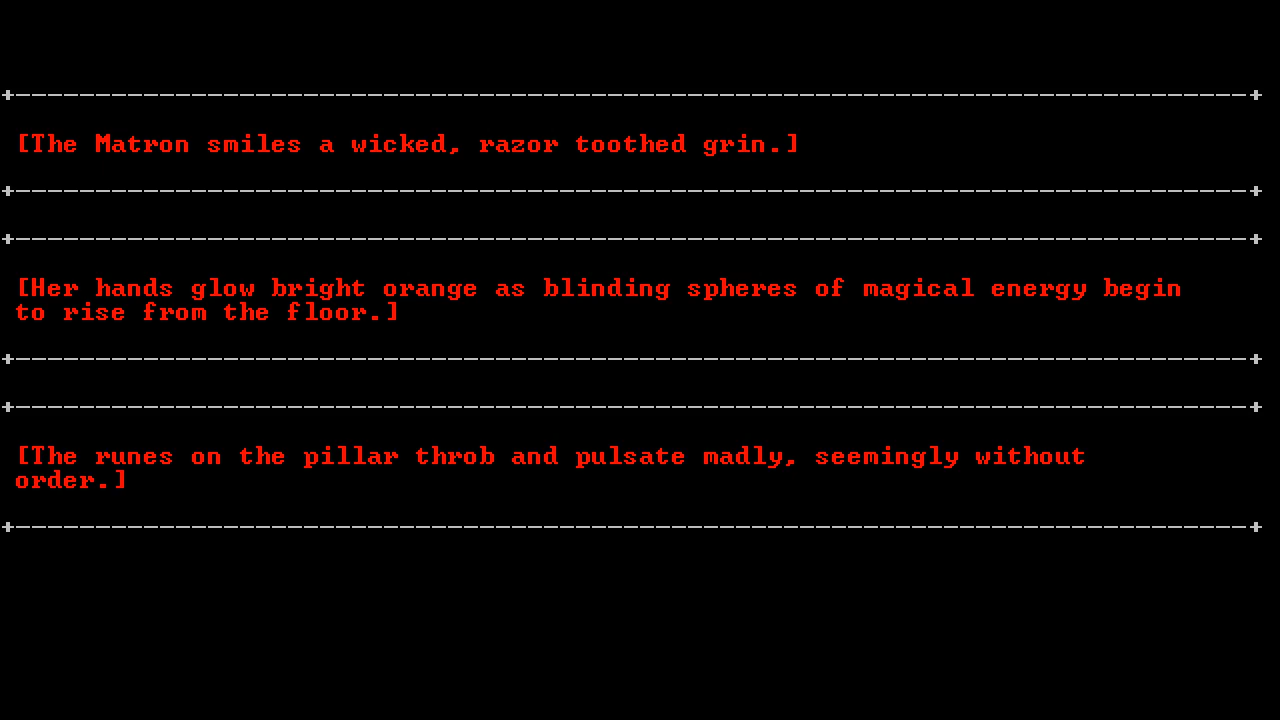 [The Matron smiles a wicked, razor toothed grin.]
[Her hands glow bright orange as blinding spheres of magical energy begin
to rise from the floor.]
[The runes on the pillar throb and pulsate madly, seemingly without
order.]